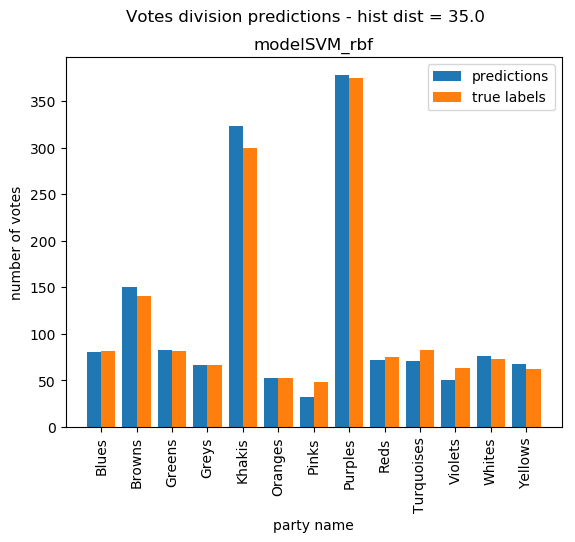 Votes division predictions - hist dist = 35.0
modelSVM_rbf
predictions
true labels
number of votes
350
300
250
200
150
100
50
0
Blues
Browns
Greens
Greys
Khakis
Oranges
Pinks
Purples
Reds
Turquoises
Violets
Whites
Yellows
party name